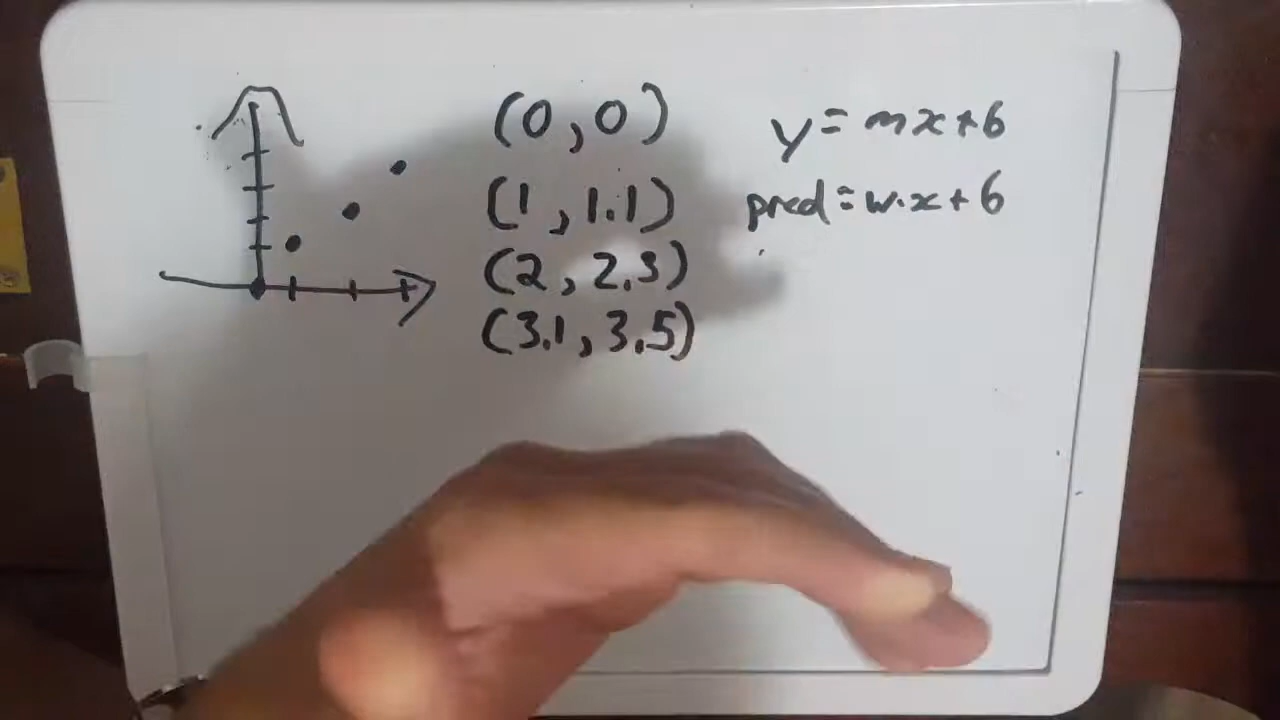 (0,0)
(1,1.1)
(2,2.3)
(3.1,3.5)
y=mx+b
pred=w.x+b